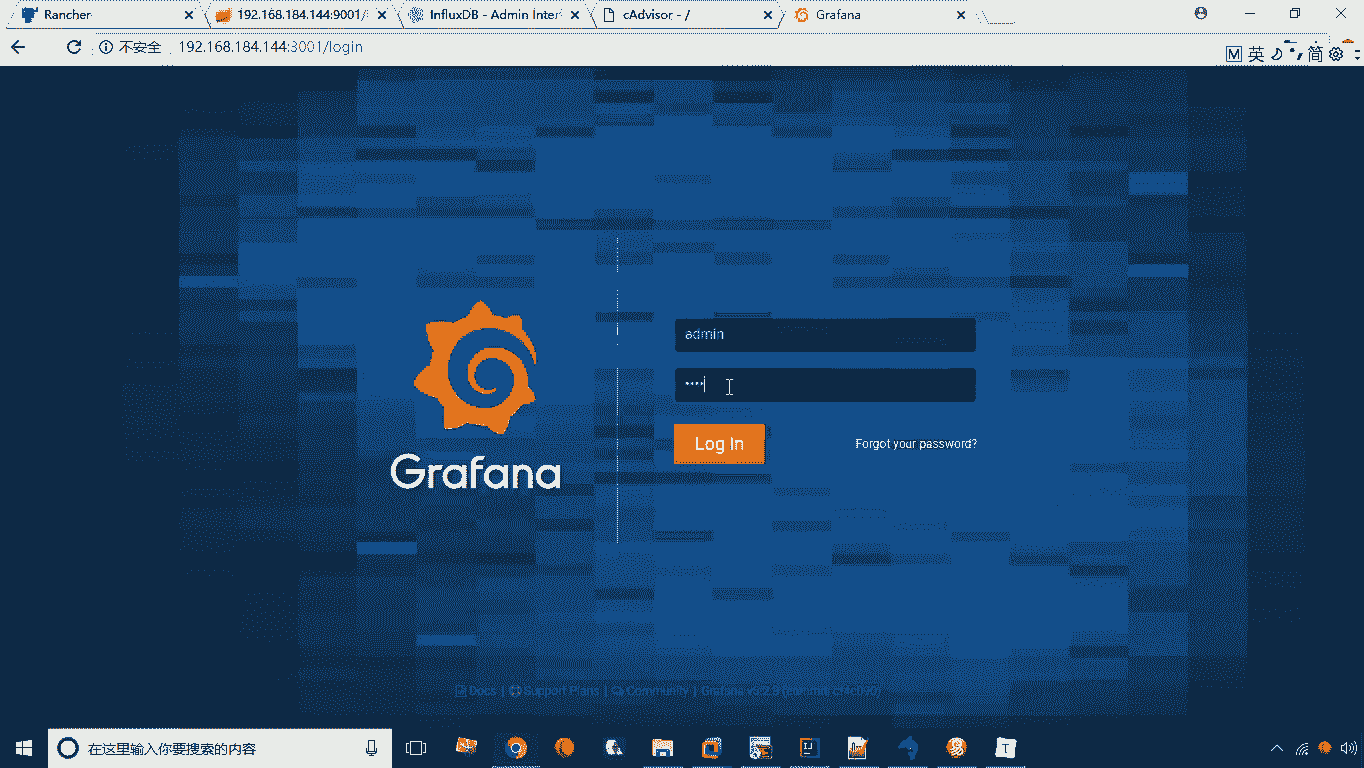 Rancher
192.168.184.144:9001/
InfluxDB - Admin Inter
cAdvisor - /
Grafana
不安全 192.168.184.144:3001/login
M 英 简
admin
••••
Log In
Forgot your password?
Grafana
Docs | Support Plans | Community | Grafana
在这里输入你要搜索的内容
T